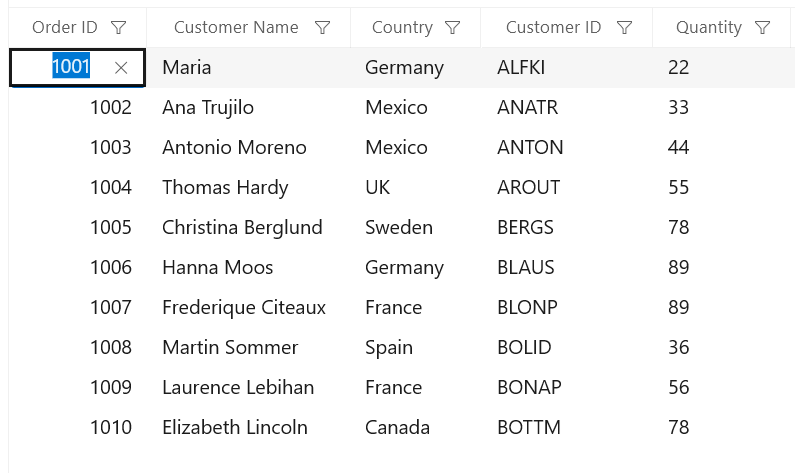 Order ID Customer Name Country Customer ID Quantity
1001 Maria Germany ALFKI 22
1002 Ana Trujilo Mexico ANATR 33
1003 Antonio Moreno Mexico ANTON 44
1004 Thomas Hardy UK AROUT 55
1005 Christina Berglund Sweden BERGS 78
1006 Hanna Moos Germany BLAUS 89
1007 Frederique Citeaux France BLONP 89
1008 Martin Sommer Spain BOLID 36
1009 Laurence Lebihan France BONAP 56
1010 Elizabeth Lincoln Canada BOTTM 78